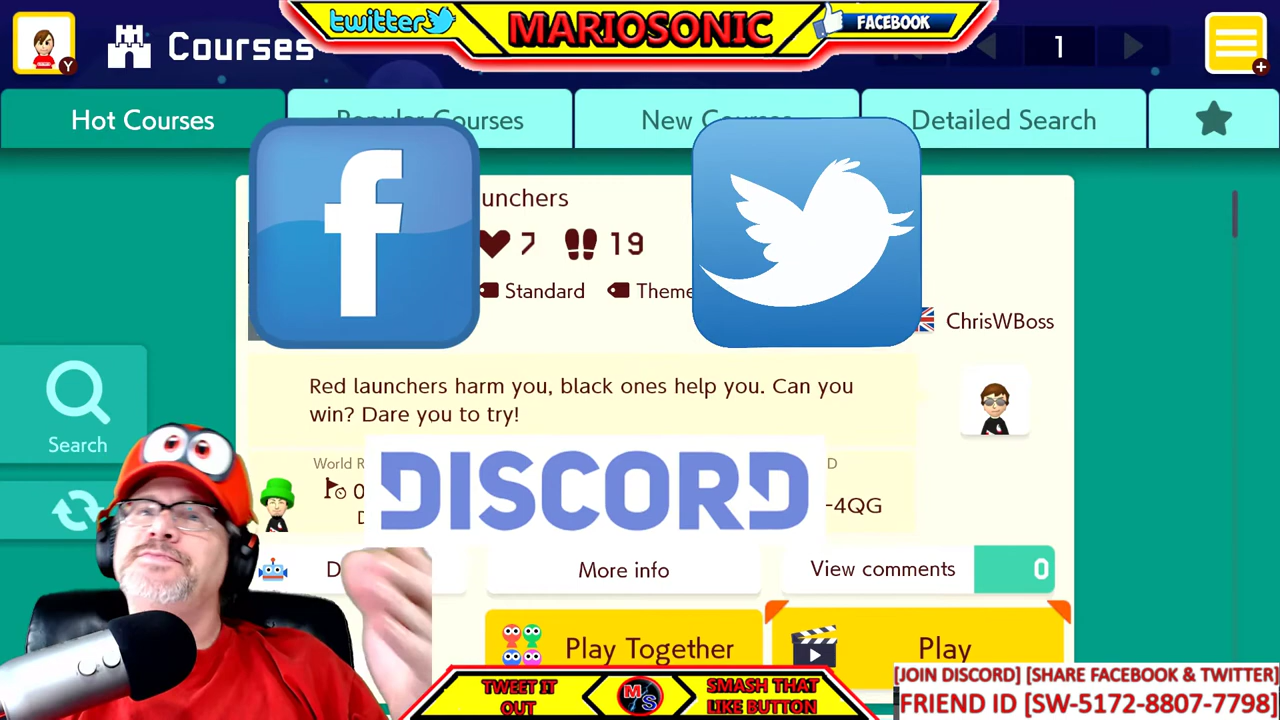 twitter
MARIOSONIC
FACEBOOK
Y
Courses
1
+
Hot Courses
Popular Courses
New Courses
Detailed Search
f
unchers
7
19
Standard
Theme
ChrisWBoss
Red launchers harm you, black ones help you. Can you
win? Dare you to try!
Search
World R
D
0
DISCORD
-4QG
D
More info
View comments
0
Play Together
Play
TWEET IT
OUT
MS
SMASH THAT
LIKE BUTTON
[JOIN DISCORD] [SHARE FACEBOOK & TWITTER]
FRIEND ID [SW-5172-8807-7798]